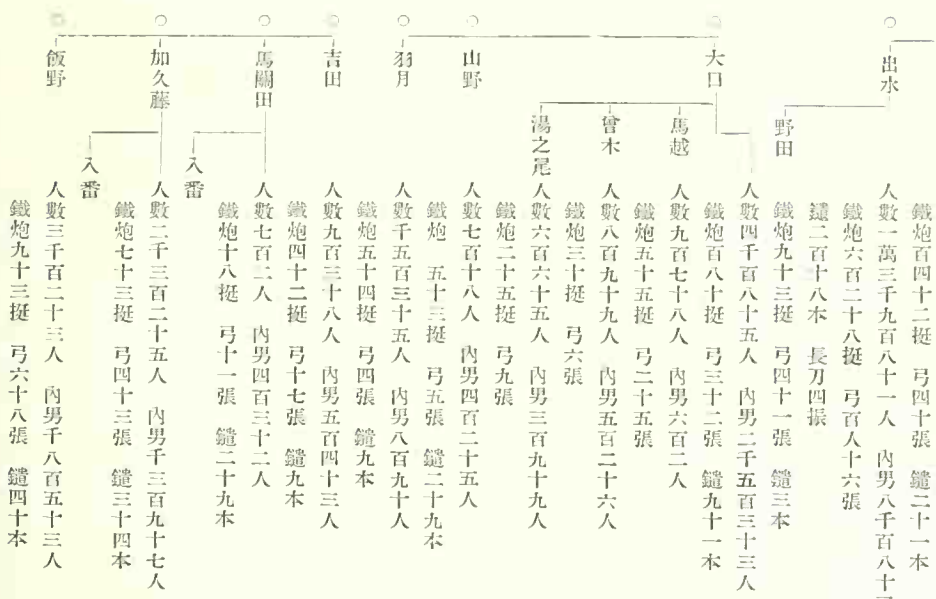 鐵炮百四十二挺　弓四十張　鑓二十一本
出水
人數一萬三千九百八十一人　內男八千百八十
鐵炮六百二十八挺　弓百人十六張
鑓二百十八本　長刀四振
野田
鐵炮九十三挺　弓四十一張　鑓三本
大口
人數四千百八十五人　內男二千五百三十三人
鐵炮百八十挺　弓三十二張　鑓九十一本
馬越
人數九百七十八人　內男六百二人
鐵炮五十五挺　弓二十五張
曾木
人數八百九十九人　內男五百二十六人
鐵炮三十挺　弓六張
湯之尾
人數六百六十五人　內男三百九十九人
鐵炮二十五挺　弓九張
山野
人數七百十八人　內男四百二十五人
鐵炮　五十三挺　弓五張　鑓二十九本
羽月
人數千五百三十五人　內男八百九十人
鐵炮五十四挺　弓四張　鑓九本
吉田
人數九百三十八人　內男五百四十三人
鐵炮四十二挺　弓十七張　鑓九本
馬關田
人數七百二人　內男四百三十二人
鐵炮十八挺　弓十一張　鑓二十九本
入番
加久藤
人數二千三百二十五人　內男千三百九十七人
鐵炮七十三挺　弓四十三張　鑓三十四本
入番
飯野
人數三千百二十三人　內男千八百五十三人
鐵炮九十三挺　弓六十八張　鑓四十本